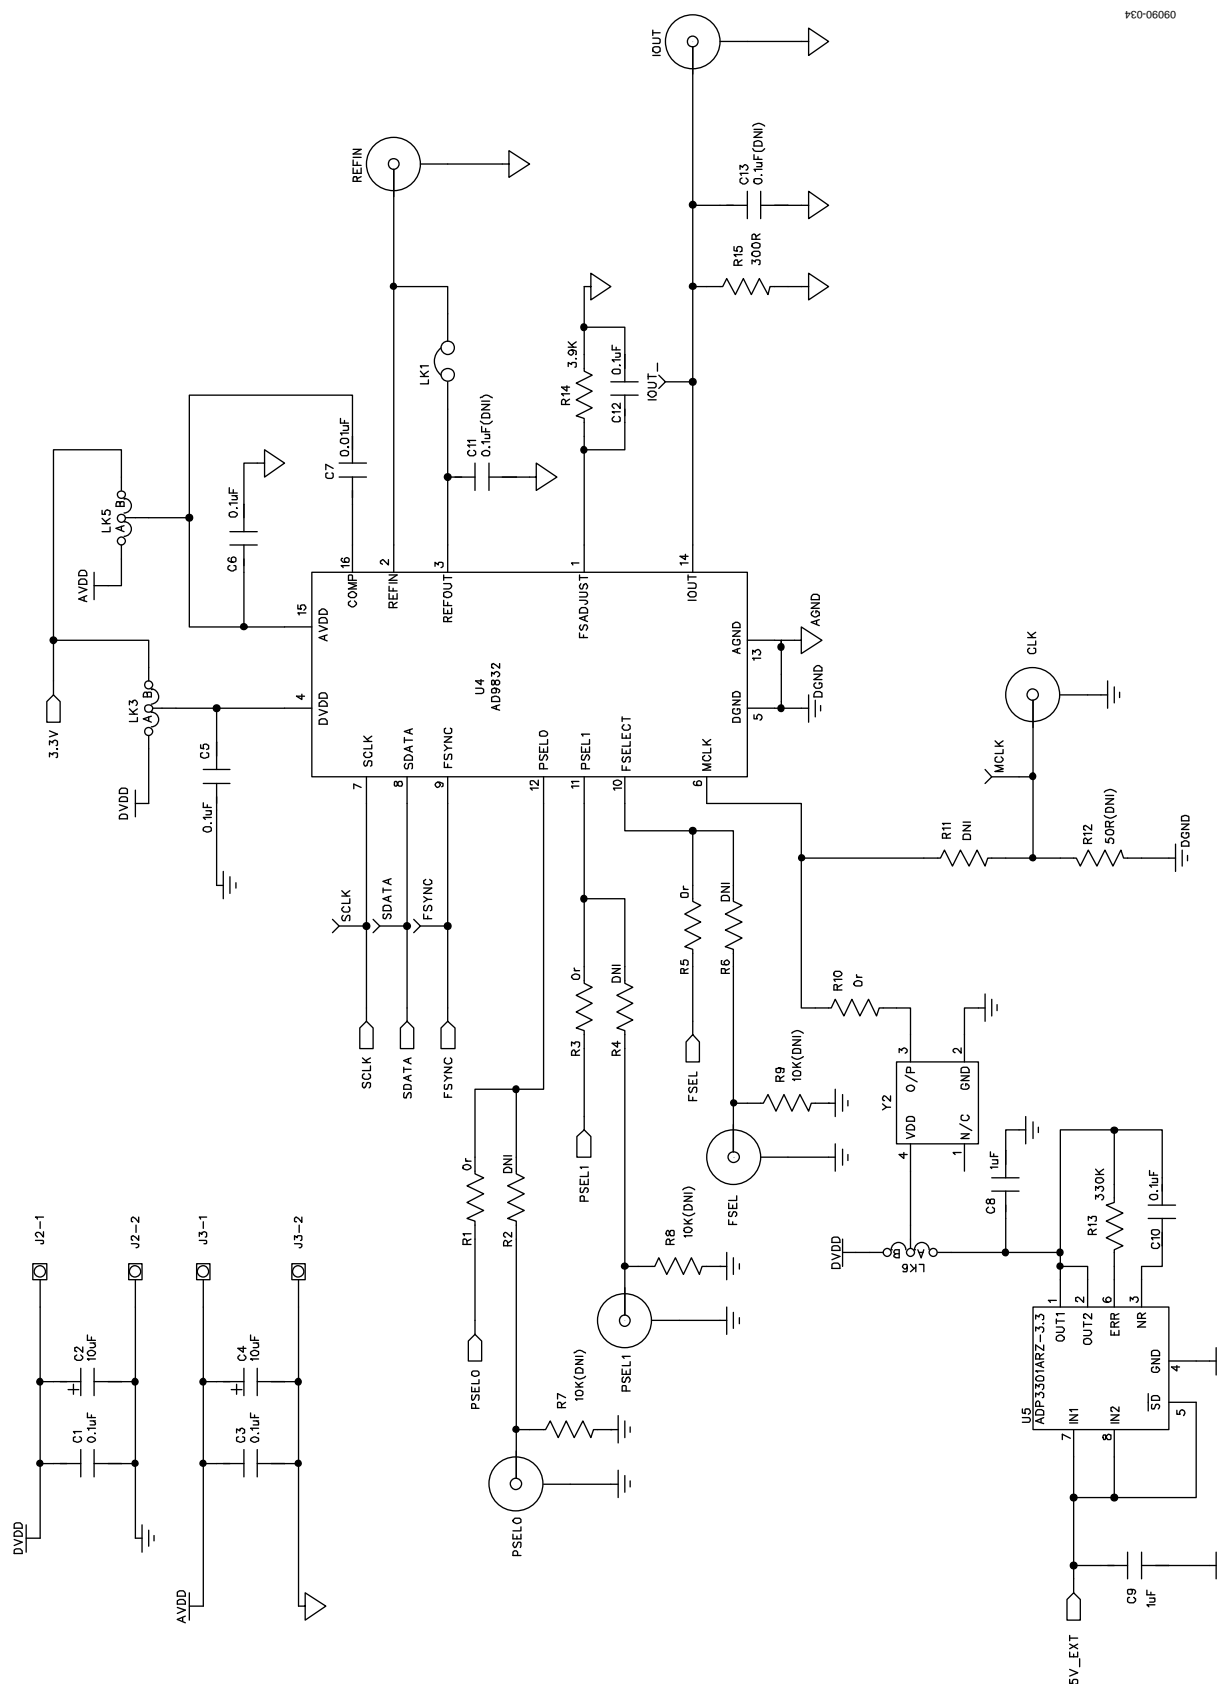 09090-034
IOUT
REFIN
C13
0.1uF(DNI)
R15
300R
LK1
3.9K
R14
0.1uF
C12
IOUT_
C11
0.1uF(DNI)
0.01uF
C7
0.1uF
C6
LK5
A B
AVDD
3.3V
LK3
A B
DVDD
C5
0.1uF
15
AVDD
4
DVDD
16
COMP
2
REFIN
3
REFOUT
1
FSADJUST
14
IOUT
U4
AD9832
SCLK
7
SDATA
8
FSYNC
9
PSEL0
12
PSEL1
11
FSELECT
10
MCLK
6
DGND
5
AGND
13
AGND
DGND
CLK
MCLK
R11
DNI
R12
50R(DNI)
DGND
SCLK
SDATA
FSYNC
SCLK
SDATA
FSYNC
0r
R3
DNI
R4
0r
R5
DNI
R6
FSEL
PSEL1
R10
0r
R9
10K(DNI)
FSEL
Y2
O/P
3
GND
2
VDD
4
N/C
1
0r
R1
DNI
R2
PSEL0
R8
10K(DNI)
PSEL1
R7
10K(DNI)
PSEL0
DVDD
B
A
LK6
1uF
C8
330K
R13
0.1uF
C10
U5
ADP3301ARZ-3.3
OUT1
1
OUT2
2
ERR
6
NR
3
IN1
7
IN2
8
GND
4
SD
5
5V_EXT
C9
1uF
J2-1
J2-2
C2
10uF
+
C1
0.1uF
DVDD
J3-1
J3-2
C4
10uF
+
C3
0.1uF
AVDD